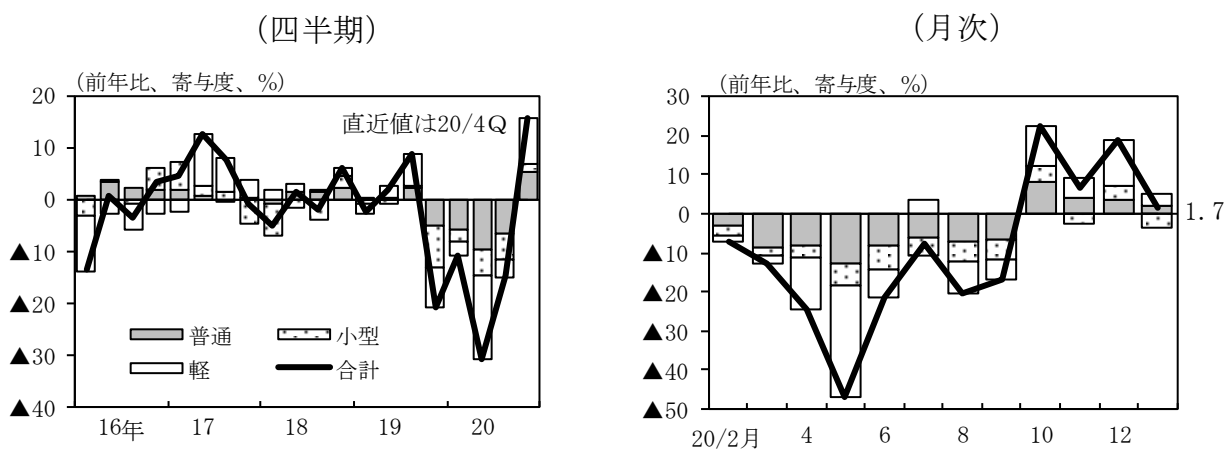 (四半期)
(前年比、寄与度、%)
20
10
0
▲10
▲20
▲30
▲40
直近値は20/4Q
普通
小型
軽
合計
16年 17 18 19 20
(月次)
(前年比、寄与度、%)
30
20
10
0
▲10
▲20
▲30
▲40
▲50
1.7
20/2月 4 6 8 10 12